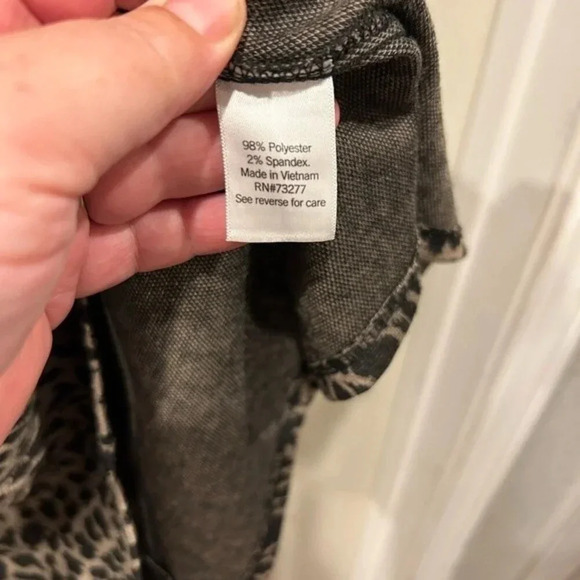 98% Polyester
2% Spandex.
Made in Vietnam
RN#73277
See reverse for care